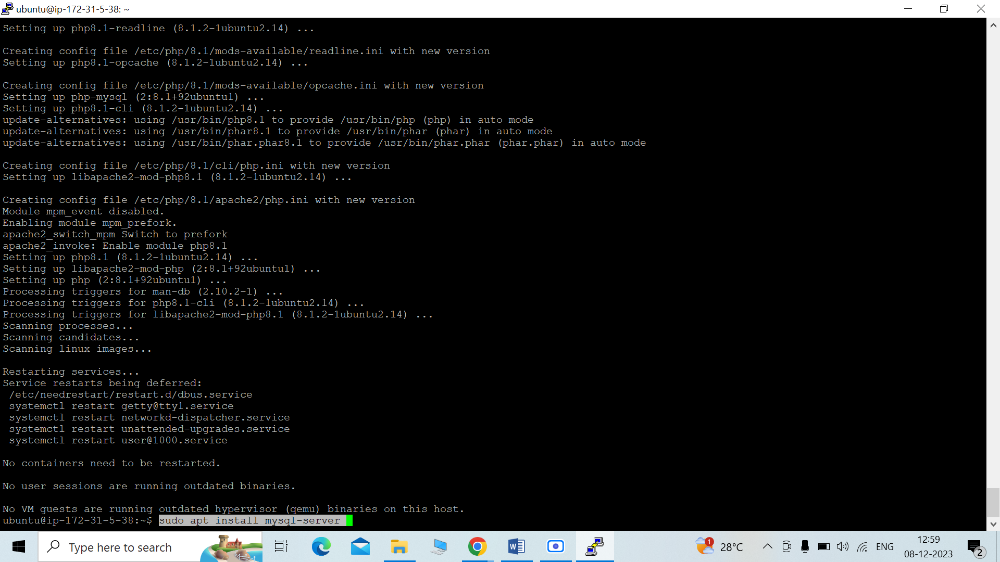 ubuntu@ip-172-31-5-38: ~
Setting up php8.1-readline (8.1.2-1ubuntu2.14) ...
Creating config file /etc/php/8.1/mods-available/readline.ini with new version
Setting up php8.1-opcache (8.1.2-1ubuntu2.14) ...
Creating config file /etc/php/8.1/mods-available/opcache.ini with new version
Setting up php-mysql (2:8.1+92ubuntu1) ...
Setting up php8.1-cli (8.1.2-1ubuntu2.14) ...
update-alternatives: using /usr/bin/php8.1 to provide /usr/bin/php (php) in auto mode
update-alternatives: using /usr/bin/phar8.1 to provide /usr/bin/phar (phar) in auto mode
update-alternatives: using /usr/bin/phar.phar8.1 to provide /usr/bin/phar.phar (phar.phar) in auto mode
Creating config file /etc/php/8.1/cli/php.ini with new version
Setting up libapache2-mod-php8.1 (8.1.2-1ubuntu2.14) ...
Creating config file /etc/php/8.1/apache2/php.ini with new version
Module mpm_event disabled.
Enabling module mpm_prefork.
apache2_switch_mpm Switch to prefork
apache2_invoke: Enable module php8.1
Setting up php8.1 (8.1.2-1ubuntu2.14) ...
Setting up libapache2-mod-php (2:8.1+92ubuntu1) ...
Setting up php (2:8.1+92ubuntu1) ...
Processing triggers for man-db (2.10.2-1) ...
Processing triggers for php8.1-cli (8.1.2-1ubuntu2.14) ...
Processing triggers for libapache2-mod-php8.1 (8.1.2-1ubuntu2.14) ...
Scanning processes...
Scanning candidates...
Scanning linux images...
Restarting services...
Service restarts being deferred:
 /etc/needrestart/restart.d/dbus.service
 systemctl restart getty@tty1.service
 systemctl restart networkd-dispatcher.service
 systemctl restart unattended-upgrades.service
 systemctl restart user@1000.service
No containers need to be restarted.
No user sessions are running outdated binaries.
No VM guests are running outdated hypervisor (qemu) binaries on this host.
ubuntu@ip-172-31-5-38:~$ sudo apt install mysql-server
Type here to search
W
1
28°C
ENG
12:59
08-12-2023
2